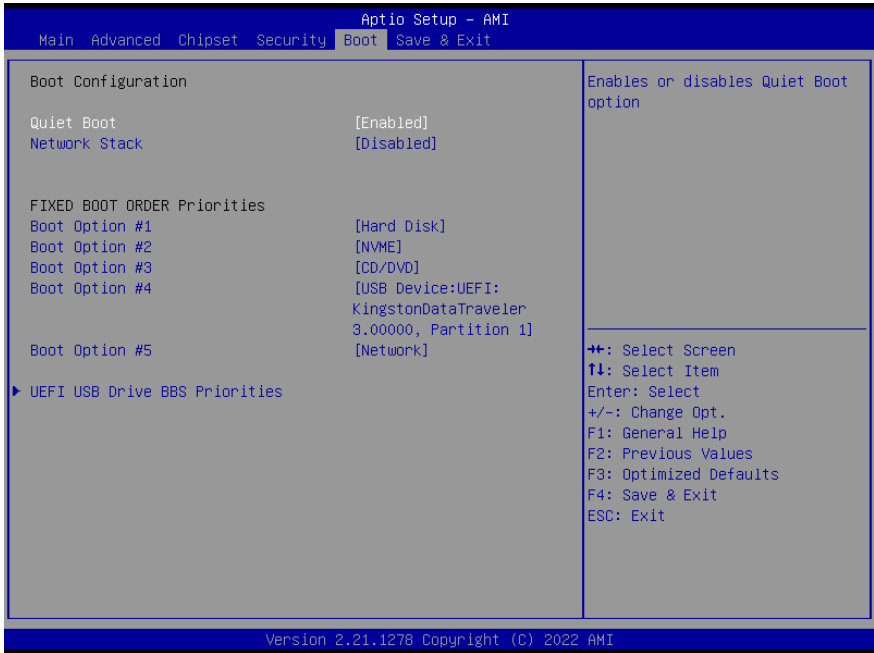 Aptio Setup – AMI
Main Advanced Chipset Security Boot Save & Exit
Boot Configuration
Quiet Boot [Enabled]
Network Stack [Disabled]
FIXED BOOT ORDER Priorities
Boot Option #1 [Hard Disk]
Boot Option #2 [NVME]
Boot Option #3 [CD/DVD]
Boot Option #4 [USB Device:UEFI:
KingstonDataTraveler
3.00000, Partition 1]
Boot Option #5 [Network]
UEFI USB Drive BBS Priorities
Enables or disables Quiet Boot
option
→←: Select Screen
↑↓: Select Item
Enter: Select
+/-: Change Opt.
F1: General Help
F2: Previous Values
F3: Optimized Defaults
F4: Save & Exit
ESC: Exit
Version 2.21.1278 Copyright (C) 2022 AMI